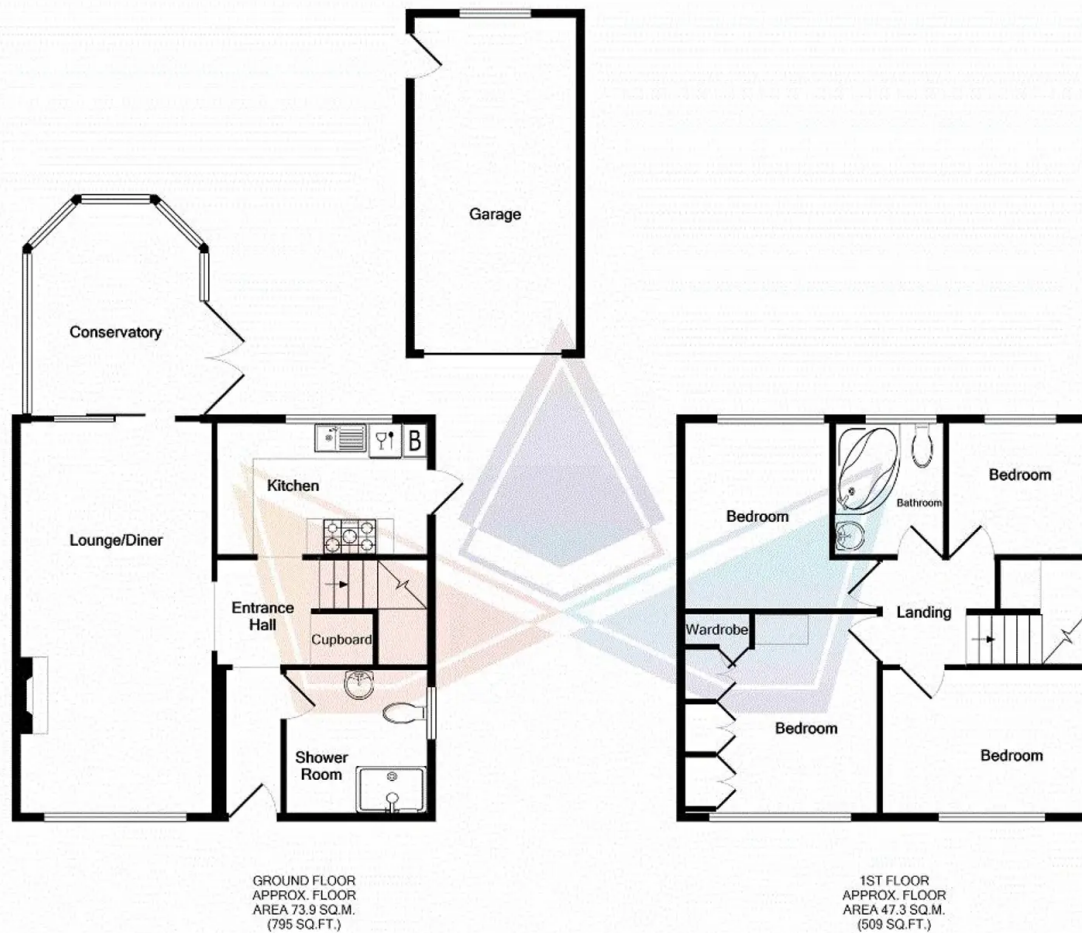 Garage
Conservatory
Lounge/Diner
Kitchen
B
Entrance
Hall
Cupboard
Shower
Room
Bedroom
Bathroom
Bedroom
Landing
Wardrobe
Bedroom
Bedroom
GROUND FLOOR
APPROX. FLOOR
AREA 73.9 SQ.M.
(795 SQ.FT.)
1ST FLOOR
APPROX. FLOOR
AREA 47.3 SQ.M.
(509 SQ.FT.)